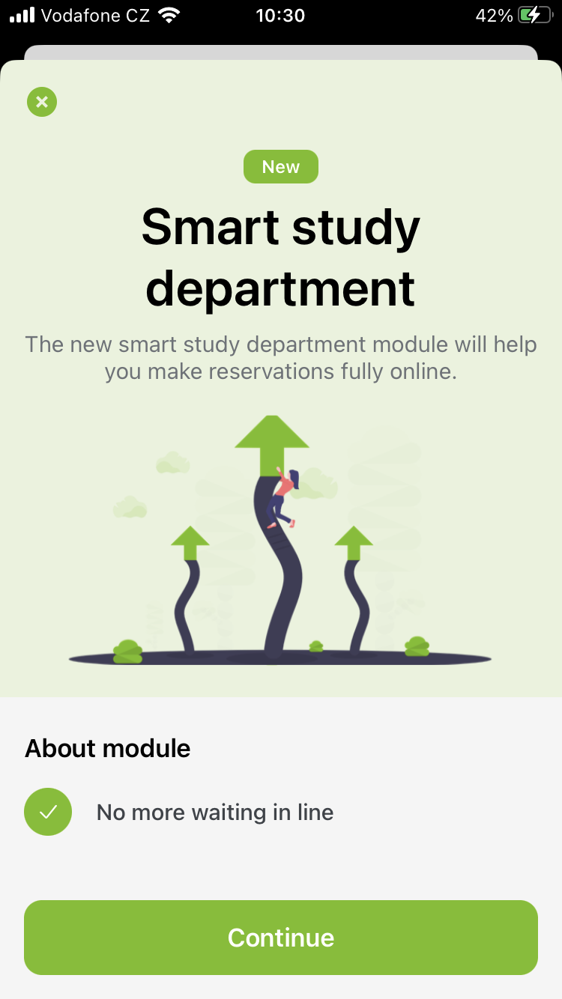 Vodafone CZ 10:30 42%
New
Smart study
department
The new smart study department module will help
you make reservations fully online.
About module
No more waiting in line
Continue